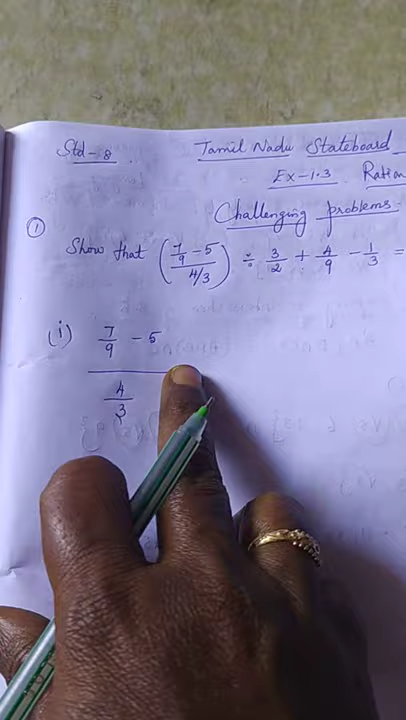 Std-8 Tamil Nadu Stateboard
Ex-1.3 Ration
Challenging problems.
① Show that ((7/9 - 5)/(4/3)) ÷ 3/2 + 4/9 - 1/3 =
(i) 7/9 - 5
4/3